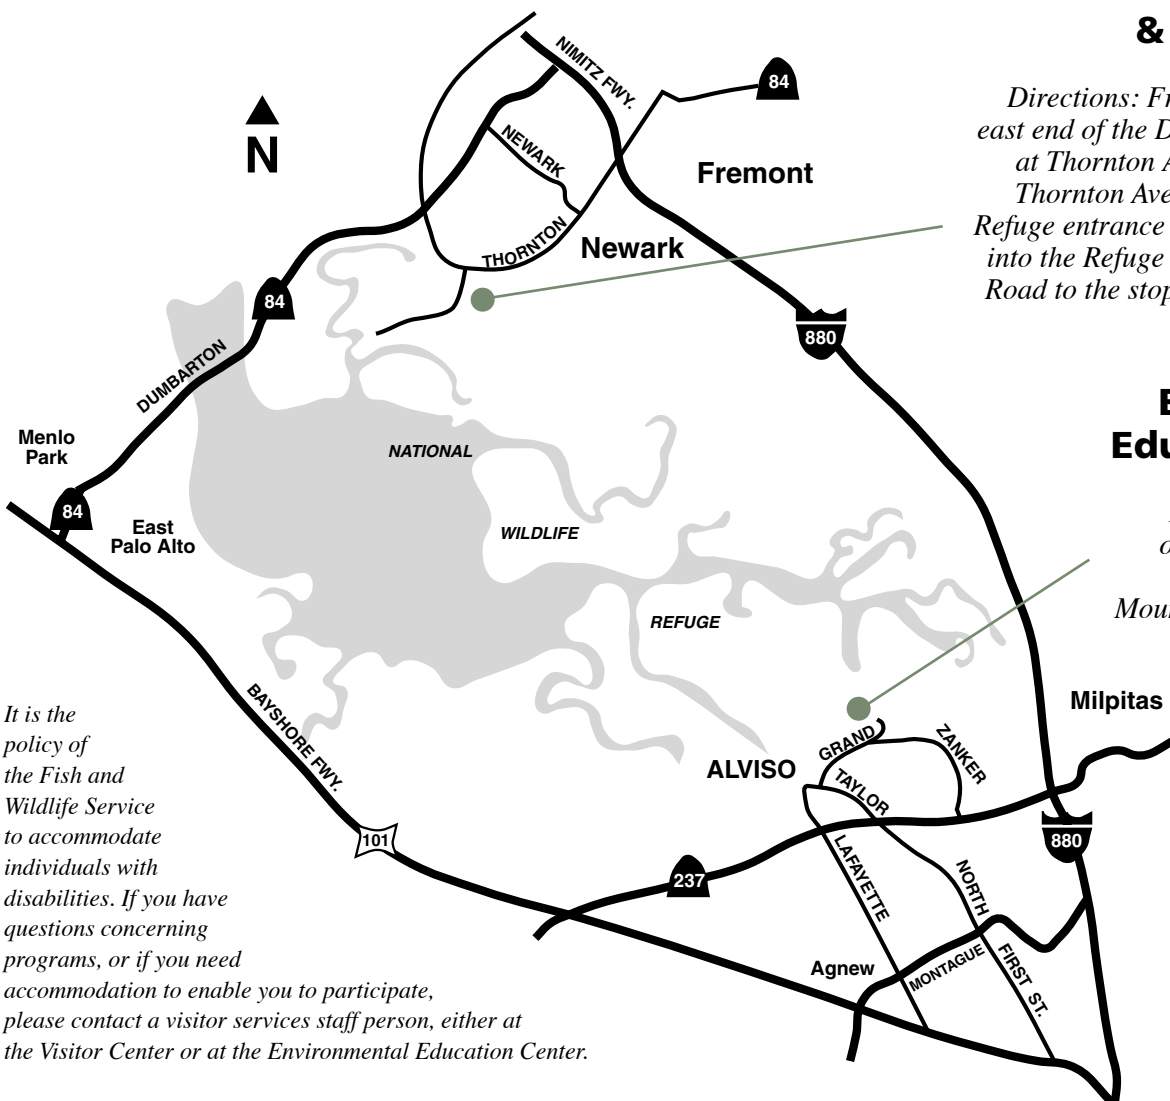 &
Directions: Fr
east end of the D
at Thornton A
Thornton Ave
Refuge entrance
into the Refuge
Road to the stop
E
Edu
o
Mour
NIMITZ FWY.
84
N
NEWARK
Fremont
THORNTON
Newark
84
880
DUMBARTON
Menlo
Park
NATIONAL
84
East
Palo Alto
WILDLIFE
REFUGE
Milpitas
BAYSHORE FWY.
GRAND
ZANKER
ALVISO
TAYLOR
101
880
LAFAYETTE
237
NORTH
FIRST ST.
Agnew
MONTAGUE
It is the
policy of
the Fish and
Wildlife Service
to accommodate
individuals with
disabilities. If you have
questions concerning
programs, or if you need
accommodation to enable you to participate,
please contact a visitor services staff person, either at
the Visitor Center or at the Environmental Education Center.